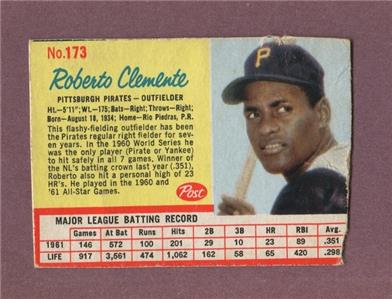 No.173
Roberto Clemente
PITTSBURGH PIRATES — OUTFIELDER
Ht.—5'11"; Wt.—175; Bats—Right; Throws—Right;
Born—August 18, 1934; Home—Rio Piedras, P.R.
This flashy-fielding outfielder has been the
Pirates regular right fielder for sev-
en years. In the 1960 World Series he
was the only player (Pirate or Yankee)
to hit safely in all 7 games. Winner of
the NL's batting crown last year (.351),
Roberto also hit a personal high of 23
HR's. He played in the 1960 and
'61 All-Star Games.
Post
P
MAJOR LEAGUE BATTING RECORD
Games At Bat Runs Hits 2B 3B HR RBI Avg.
1961 146 572 100 201 29 10 23 89 .351
LIFE 917 3,561 454 1,062 162 58 65 420 .298